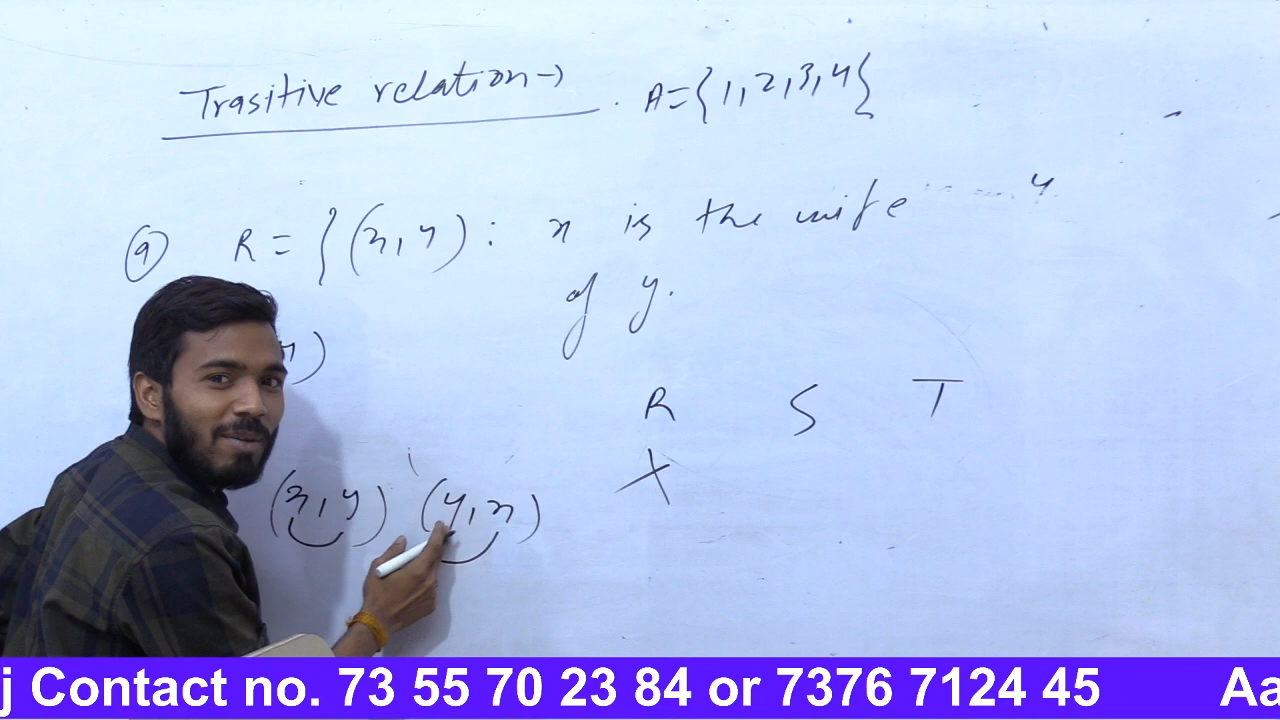 Trasitive relation→ A={1,2,3,4}
(a) R = {(x,y): x is the wife y
of y.
x)
R S T
X
(x,y) (y,x)
j Contact no. 73 55 70 23 84 or 7376 7124 45 Aa